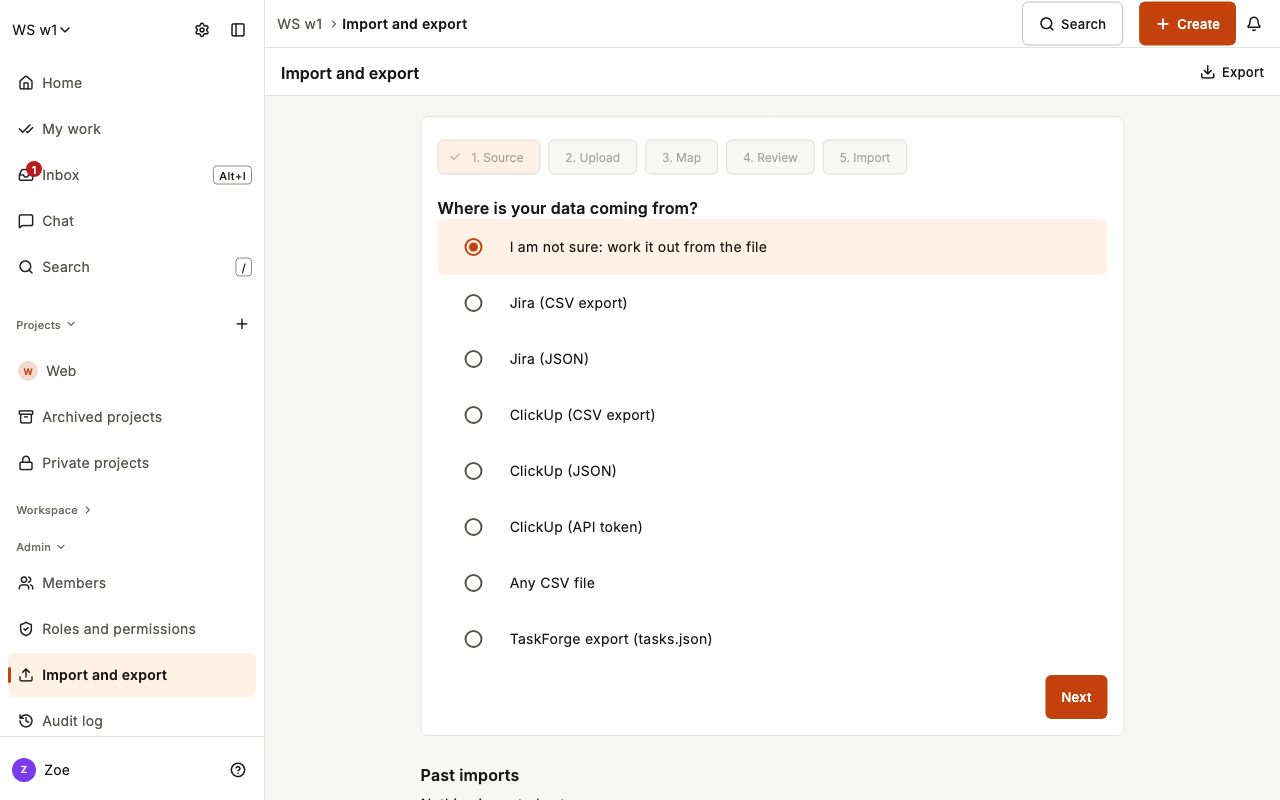 WS w1
WS w1 > Import and export
Search
Create
Home
Import and export
Export
My work
1
Inbox
Alt+I
Chat
Search
/
Projects
W
Web
Archived projects
Private projects
Workspace
Admin
Members
Roles and permissions
Import and export
Audit log
Z
Zoe
1. Source
2. Upload
3. Map
4. Review
5. Import
Where is your data coming from?
I am not sure: work it out from the file
Jira (CSV export)
Jira (JSON)
ClickUp (CSV export)
ClickUp (JSON)
ClickUp (API token)
Any CSV file
TaskForge export (tasks.json)
Next
Past imports